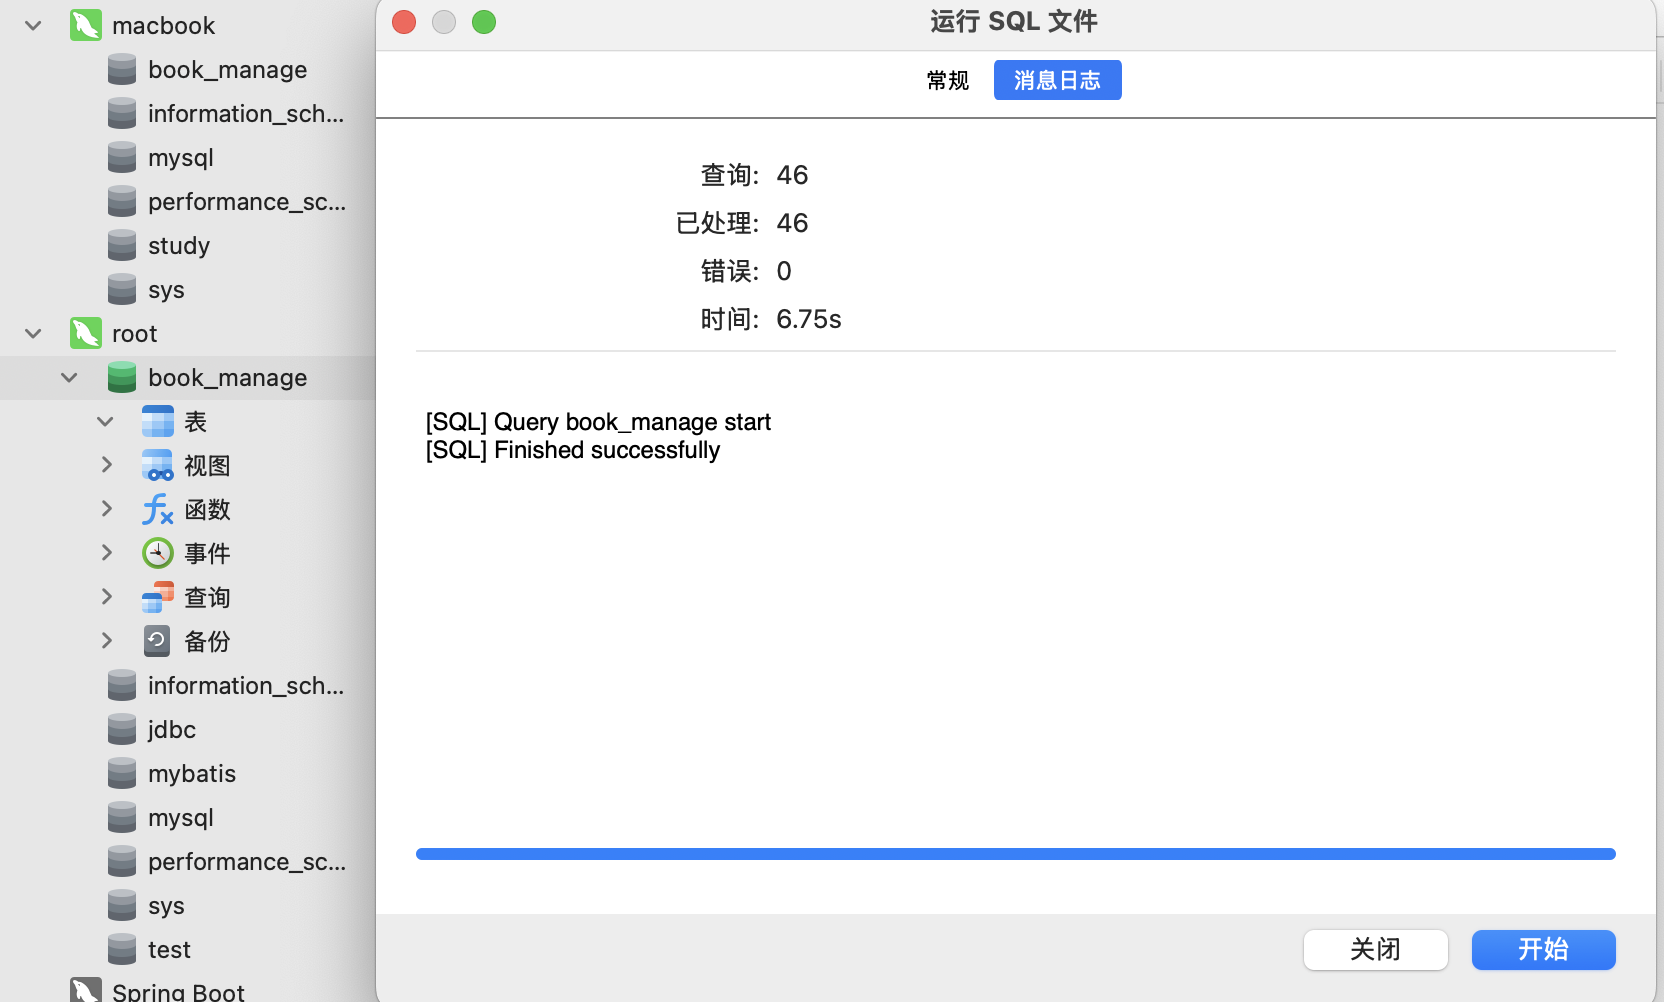 macbook
book_manage
information_sch...
mysql
performance_sc...
study
sys
root
book_manage
表
视图
函数
事件
查询
备份
information_sch...
jdbc
mybatis
mysql
performance_sc...
sys
test
Spring Boot
运行 SQL 文件
常规 消息日志
查询: 46
已处理: 46
错误: 0
时间: 6.75s
[SQL] Query book_manage start
[SQL] Finished successfully
关闭 开始